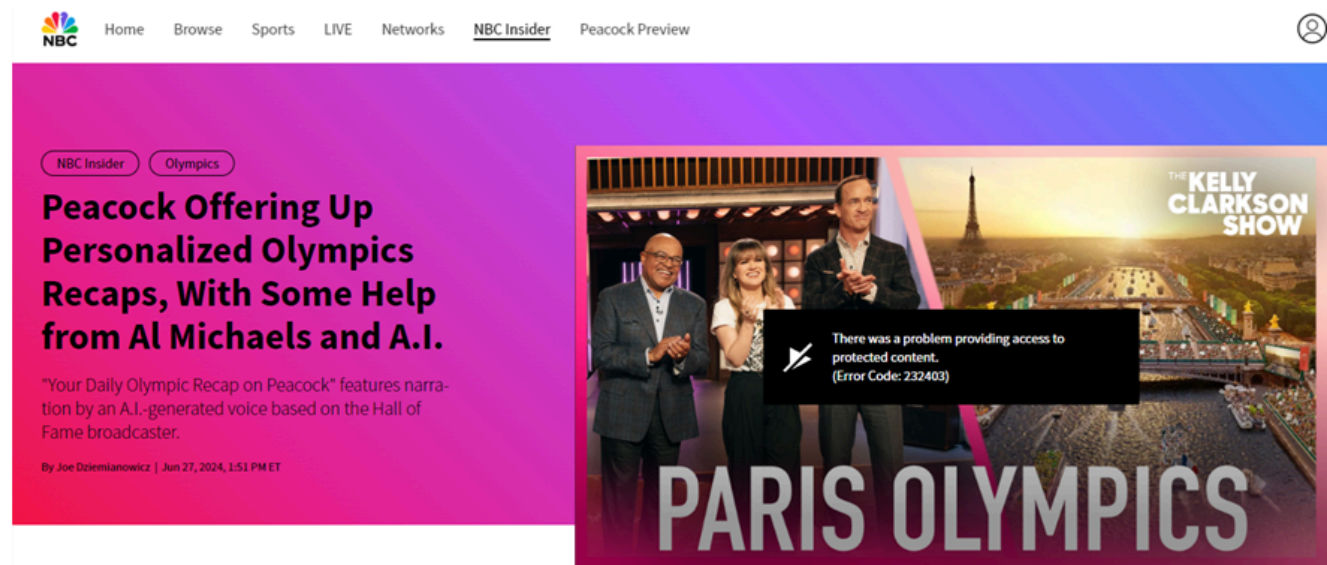 NBC
Home
Browse
Sports
LIVE
Networks
NBC Insider
Peacock Preview
NBC Insider
Olympics
Peacock Offering Up
Personalized Olympics
Recaps, With Some Help
from Al Michaels and A.I.
"Your Daily Olympic Recap on Peacock" features narra-
tion by an A.I.-generated voice based on the Hall of
Fame broadcaster.
By Joe Dziemianowicz | Jun 27, 2024, 1:51 PM ET
THE KELLY
CLARKSON
SHOW
There was a problem providing access to
protected content.
(Error Code: 232403)
PARIS OLYMPICS